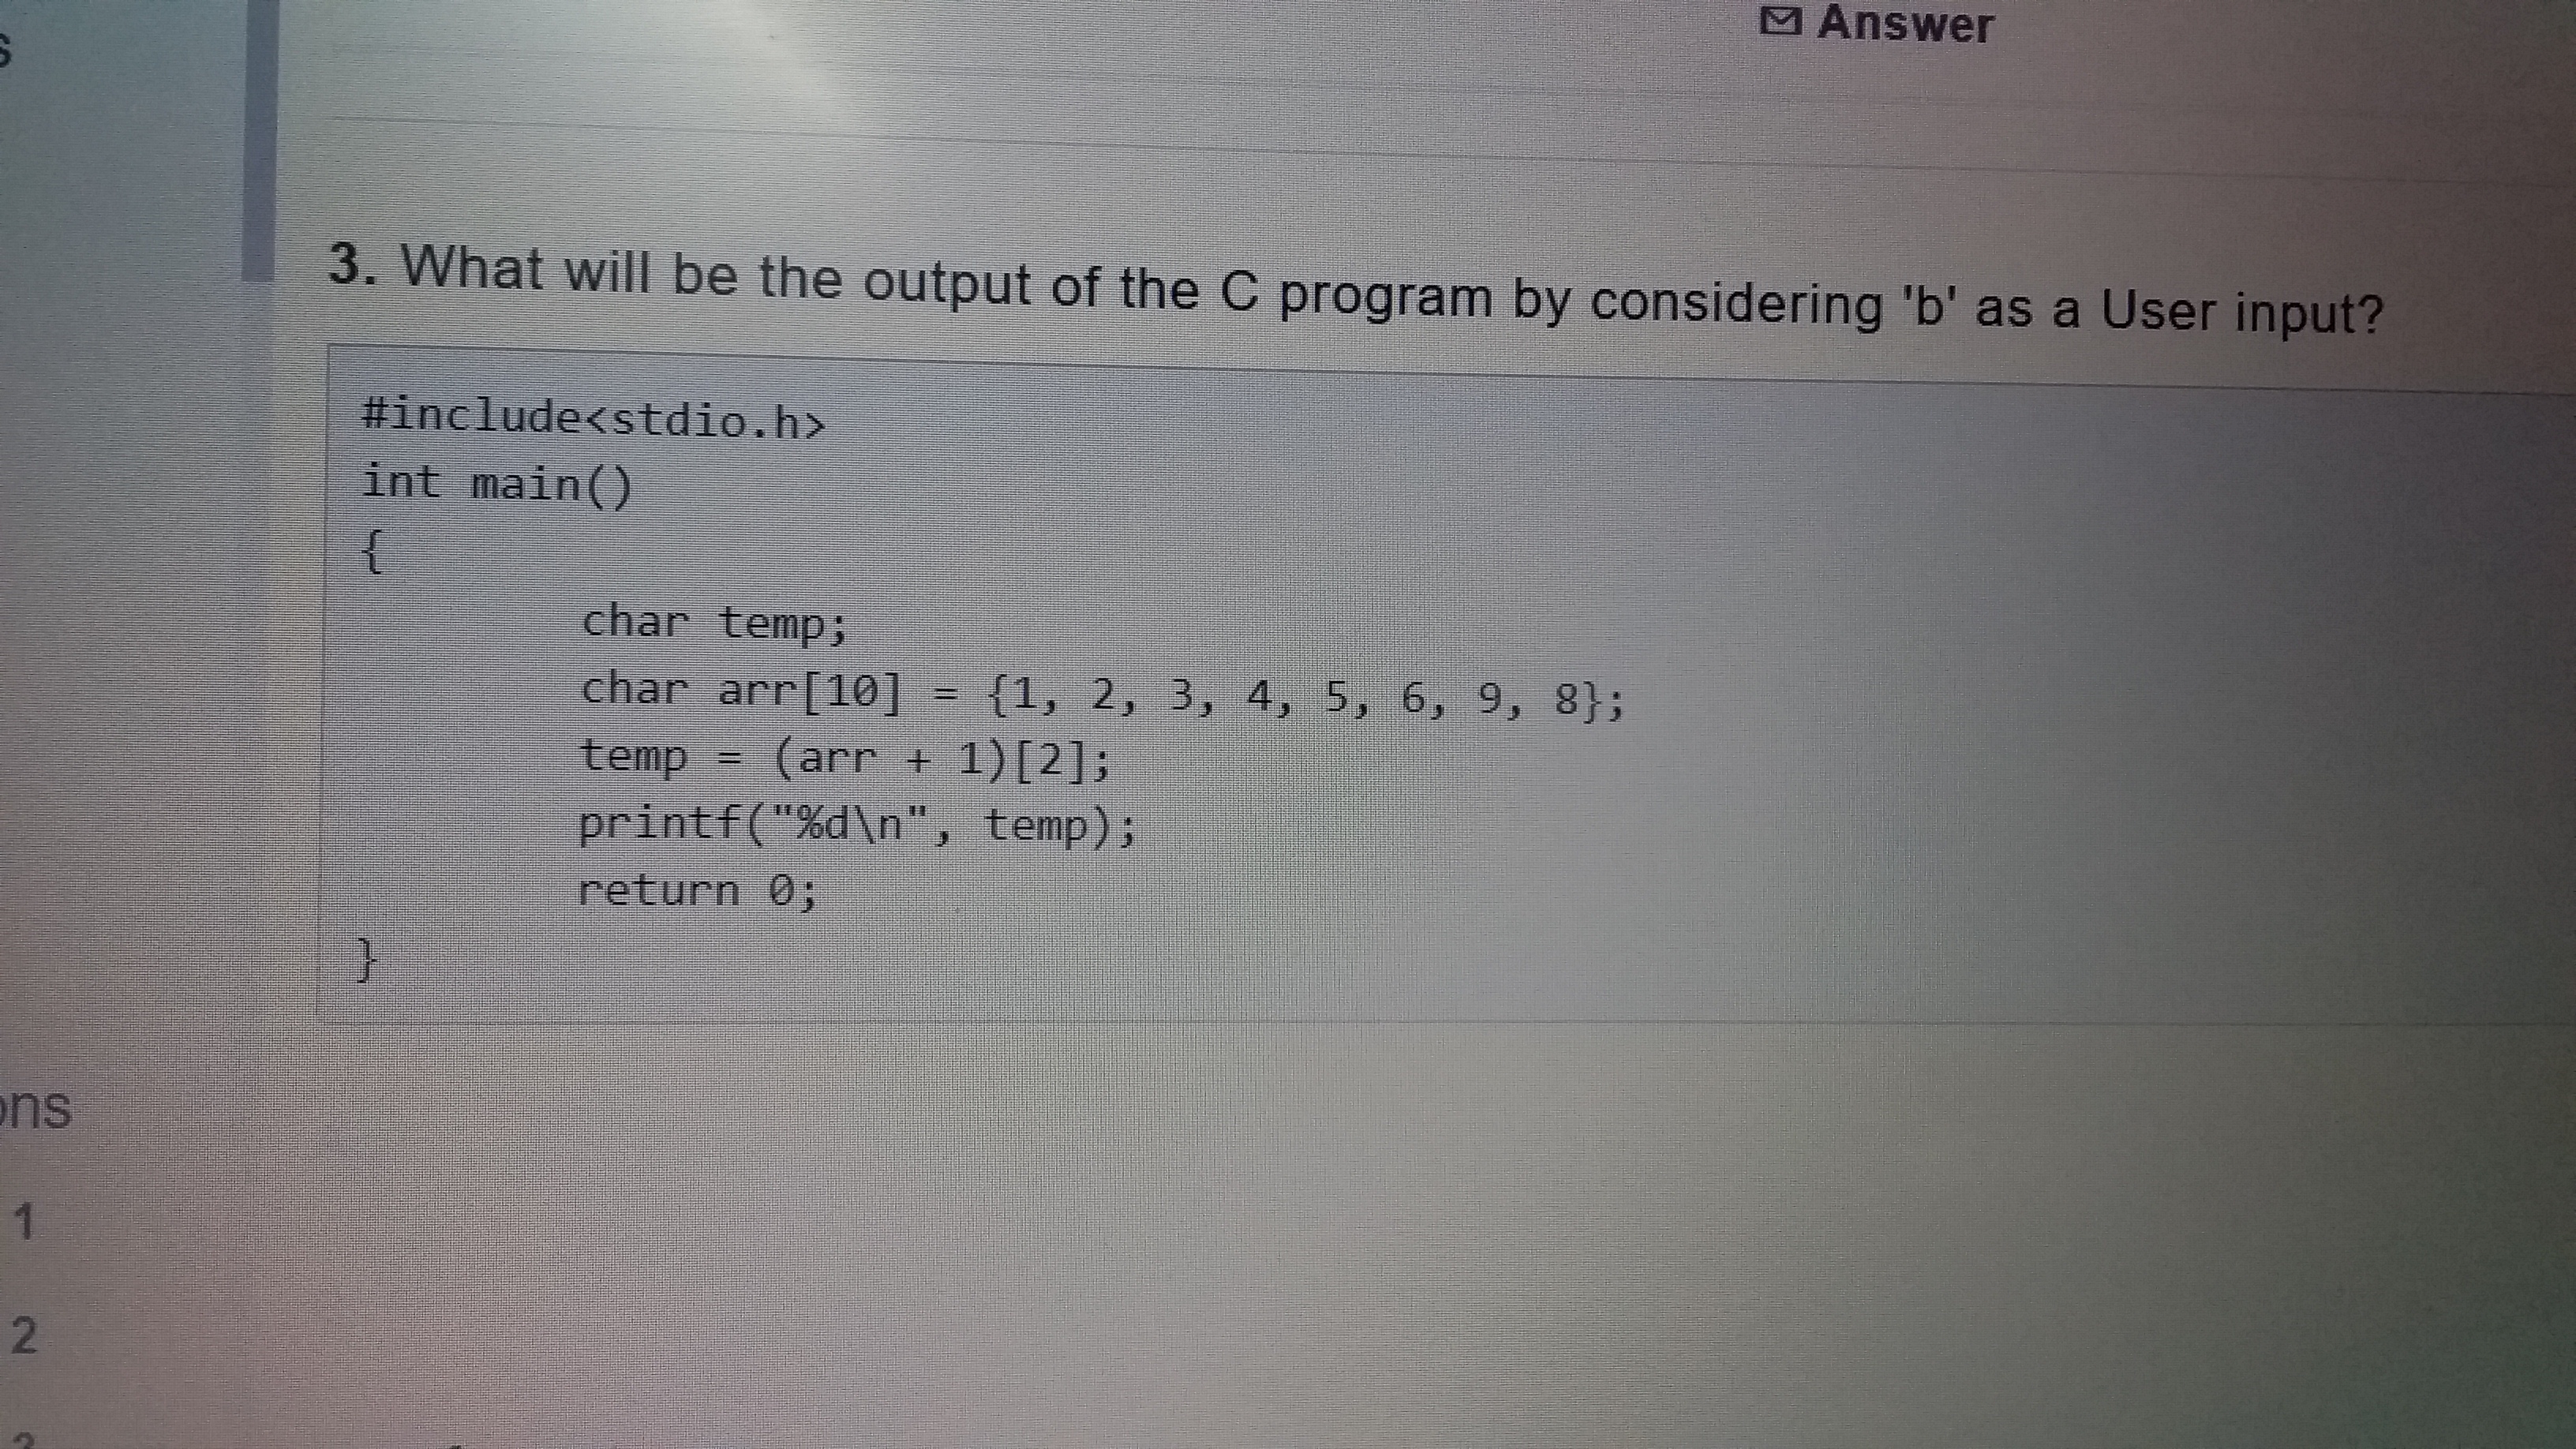 Answer
3. What will be the output of the C program by considering 'b' as a User input?
#include<stdio.h>
int main()
{
char temp;
char arr[10] = {1, 2, 3, 4, 5, 6, 9, 8};
temp = (arr + 1)[2];
printf("%d\n", temp);
return 0;
}
1
2